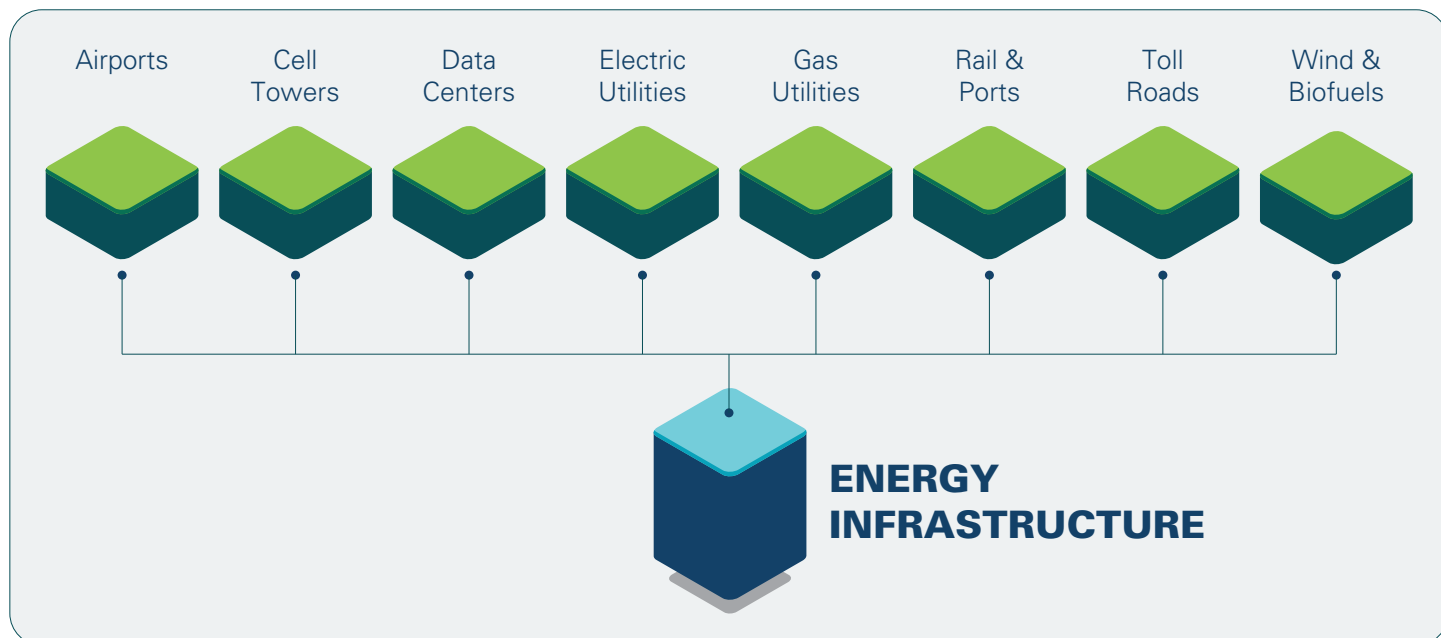 Airports
Cell
Towers
Data
Centers
Electric
Utilities
Gas
Utilities
Rail &
Ports
Toll
Roads
Wind &
Biofuels
ENERGY
INFRASTRUCTURE